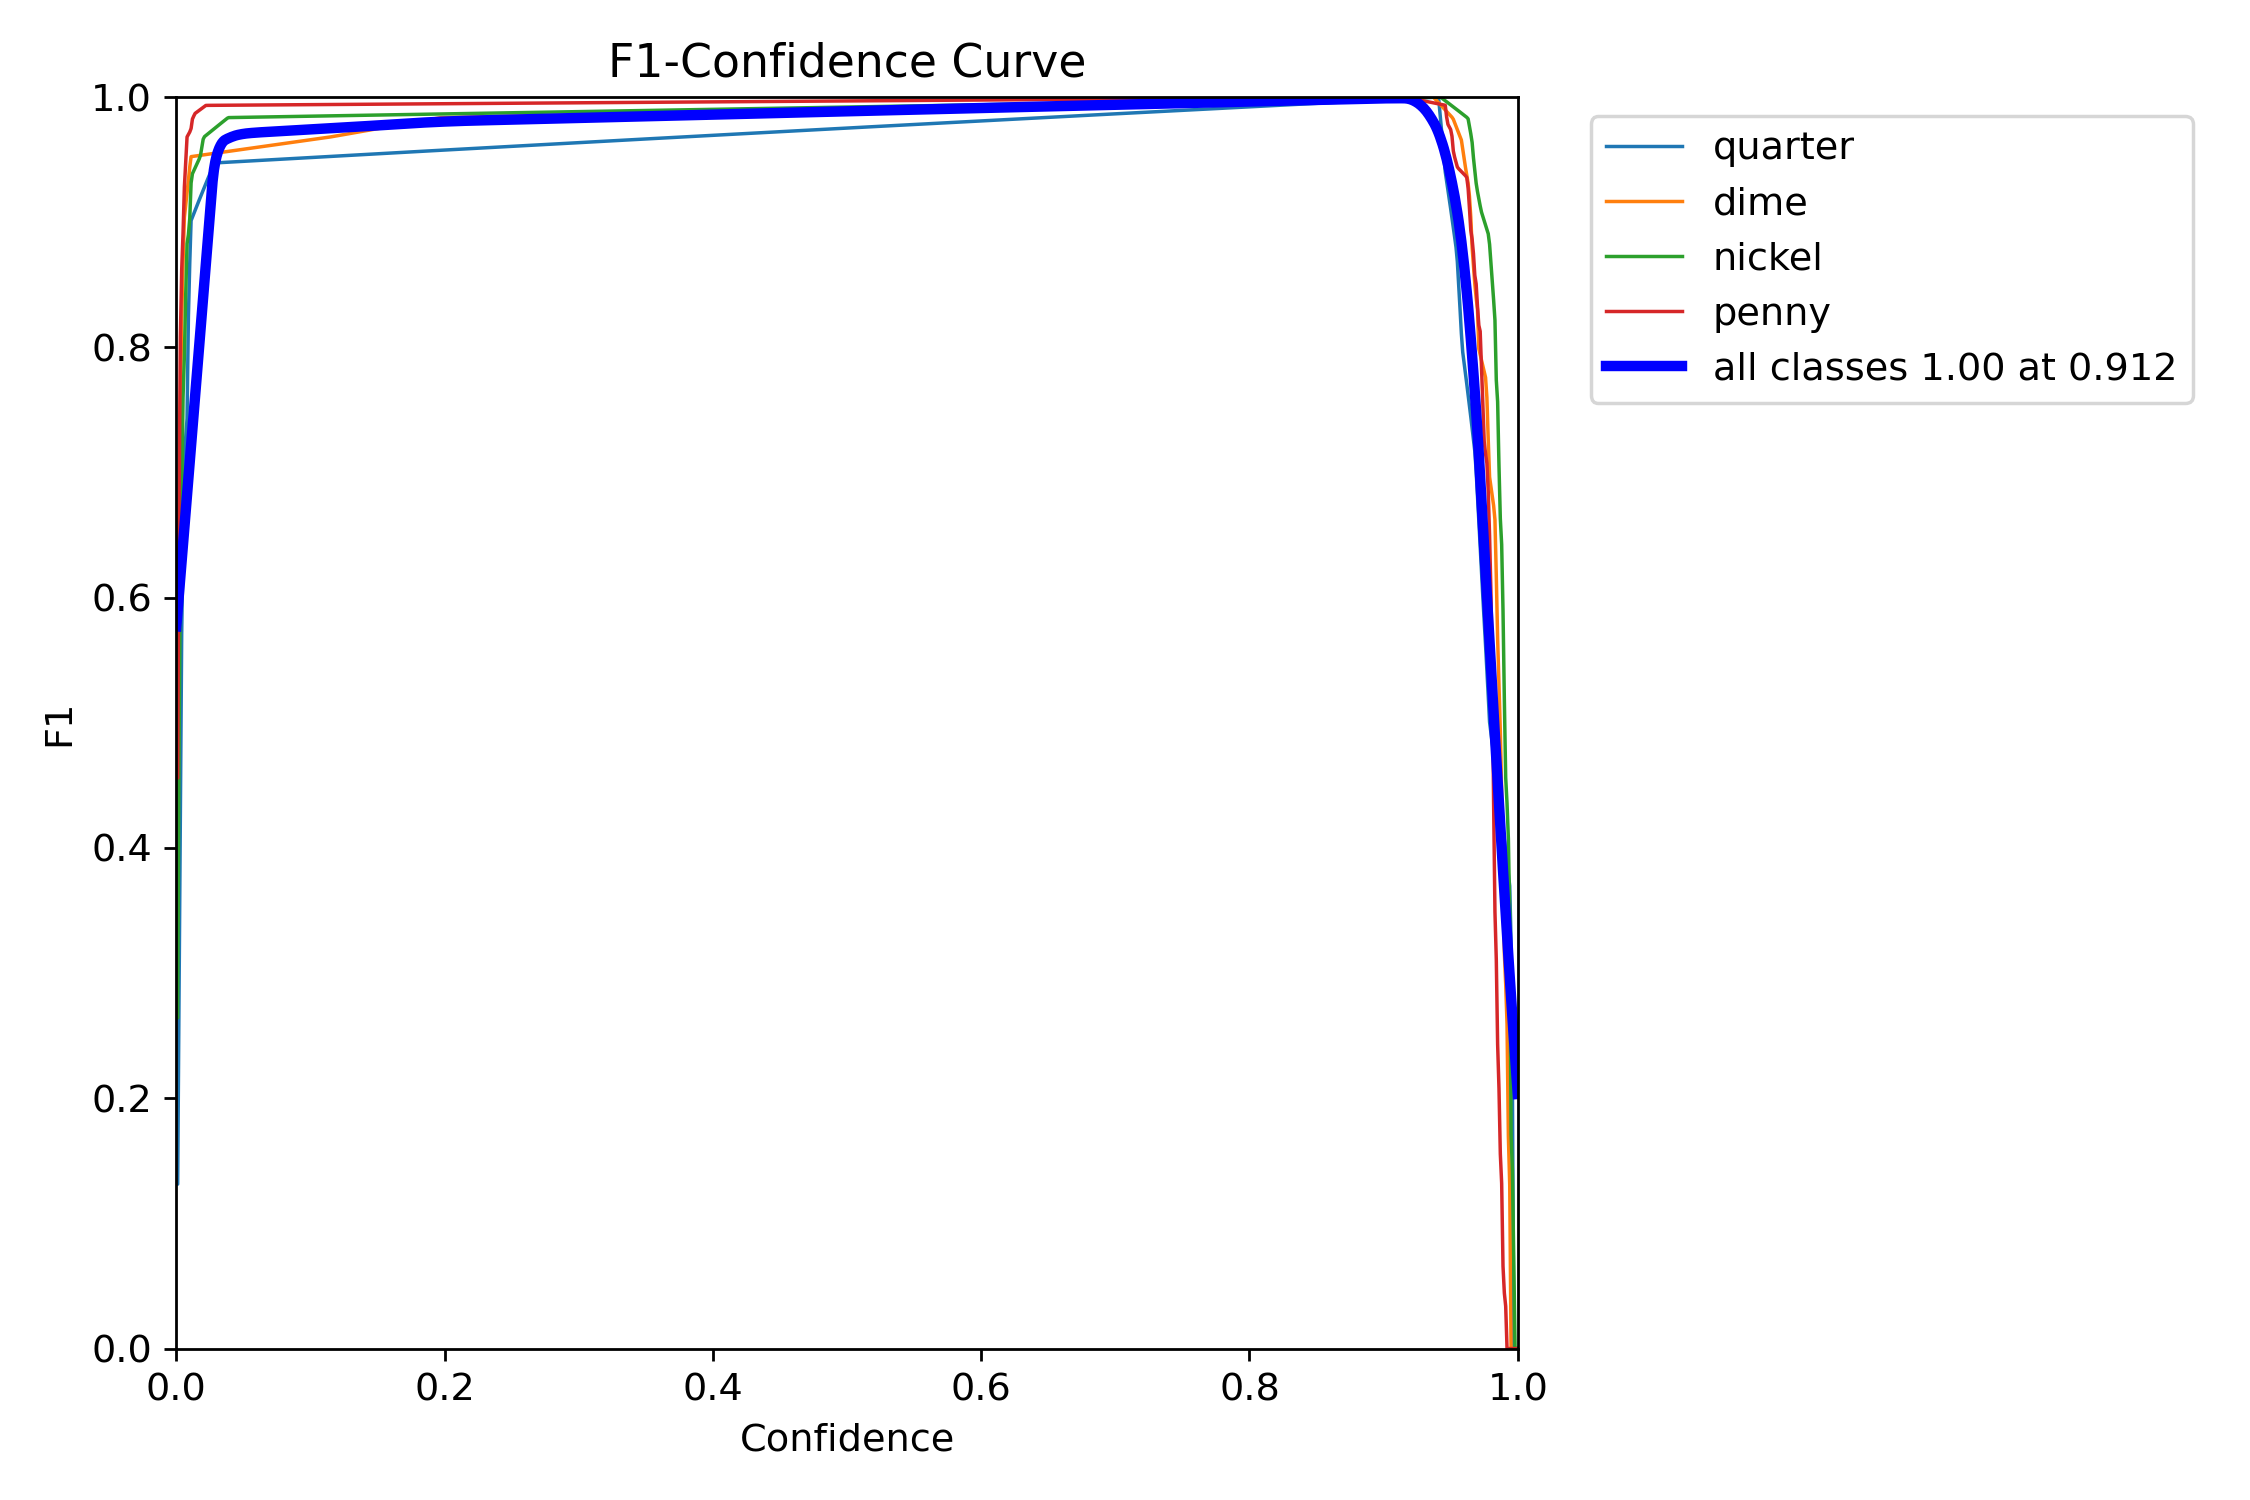 F1-Confidence Curve
1.0
0.8
0.6
0.4
0.2
0.0
F1
0.0 0.2 0.4 0.6 0.8 1.0
Confidence
quarter
dime
nickel
penny
all classes 1.00 at 0.912